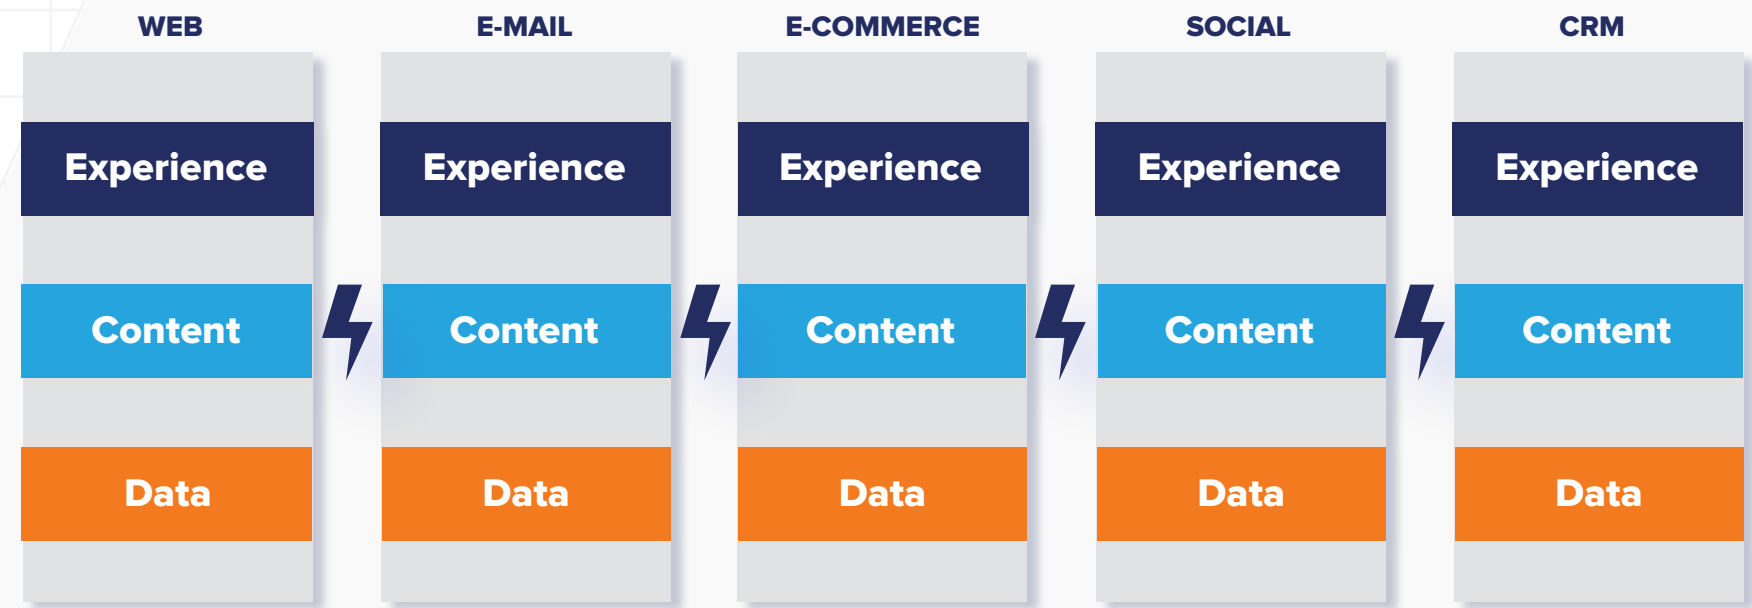 WEB E-MAIL E-COMMERCE SOCIAL CRM
Experience Experience Experience Experience Experience
Content Content Content Content Content
Data Data Data Data Data